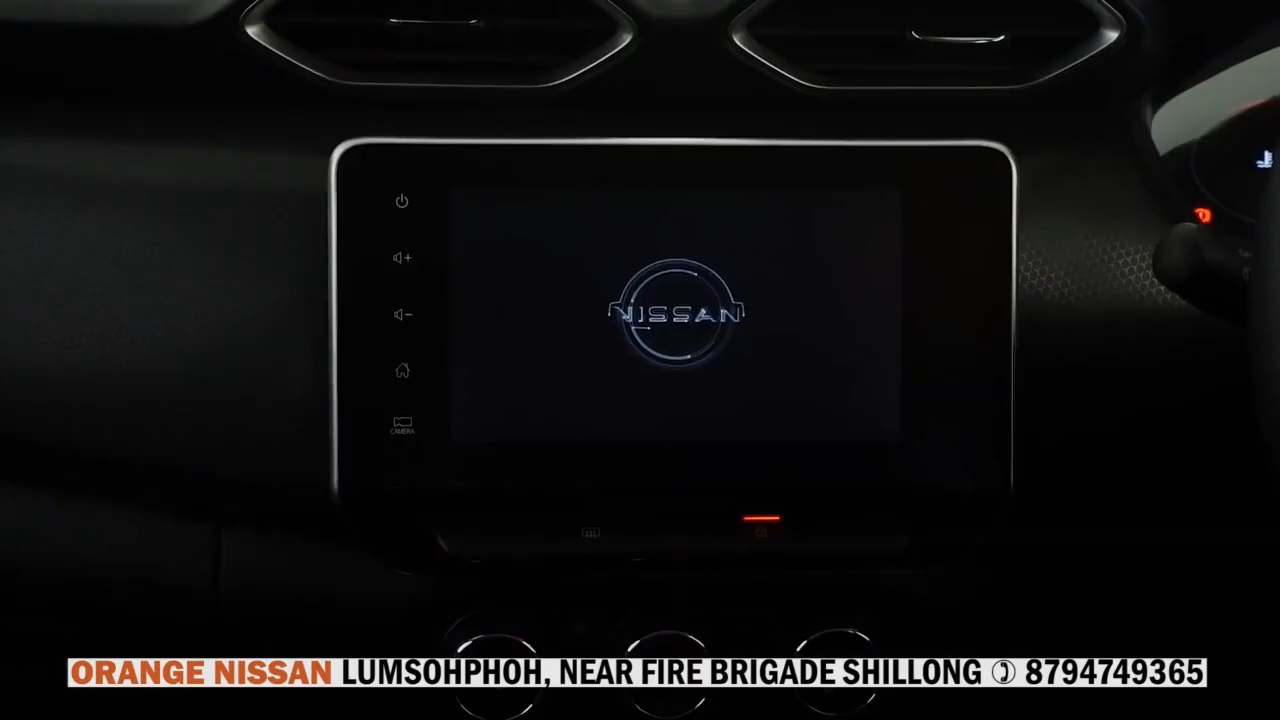 NISSAN
CAMERA
ORANGE NISSAN LUMSOHPHOH, NEAR FIRE BRIGADE SHILLONG ✆ 8794749365